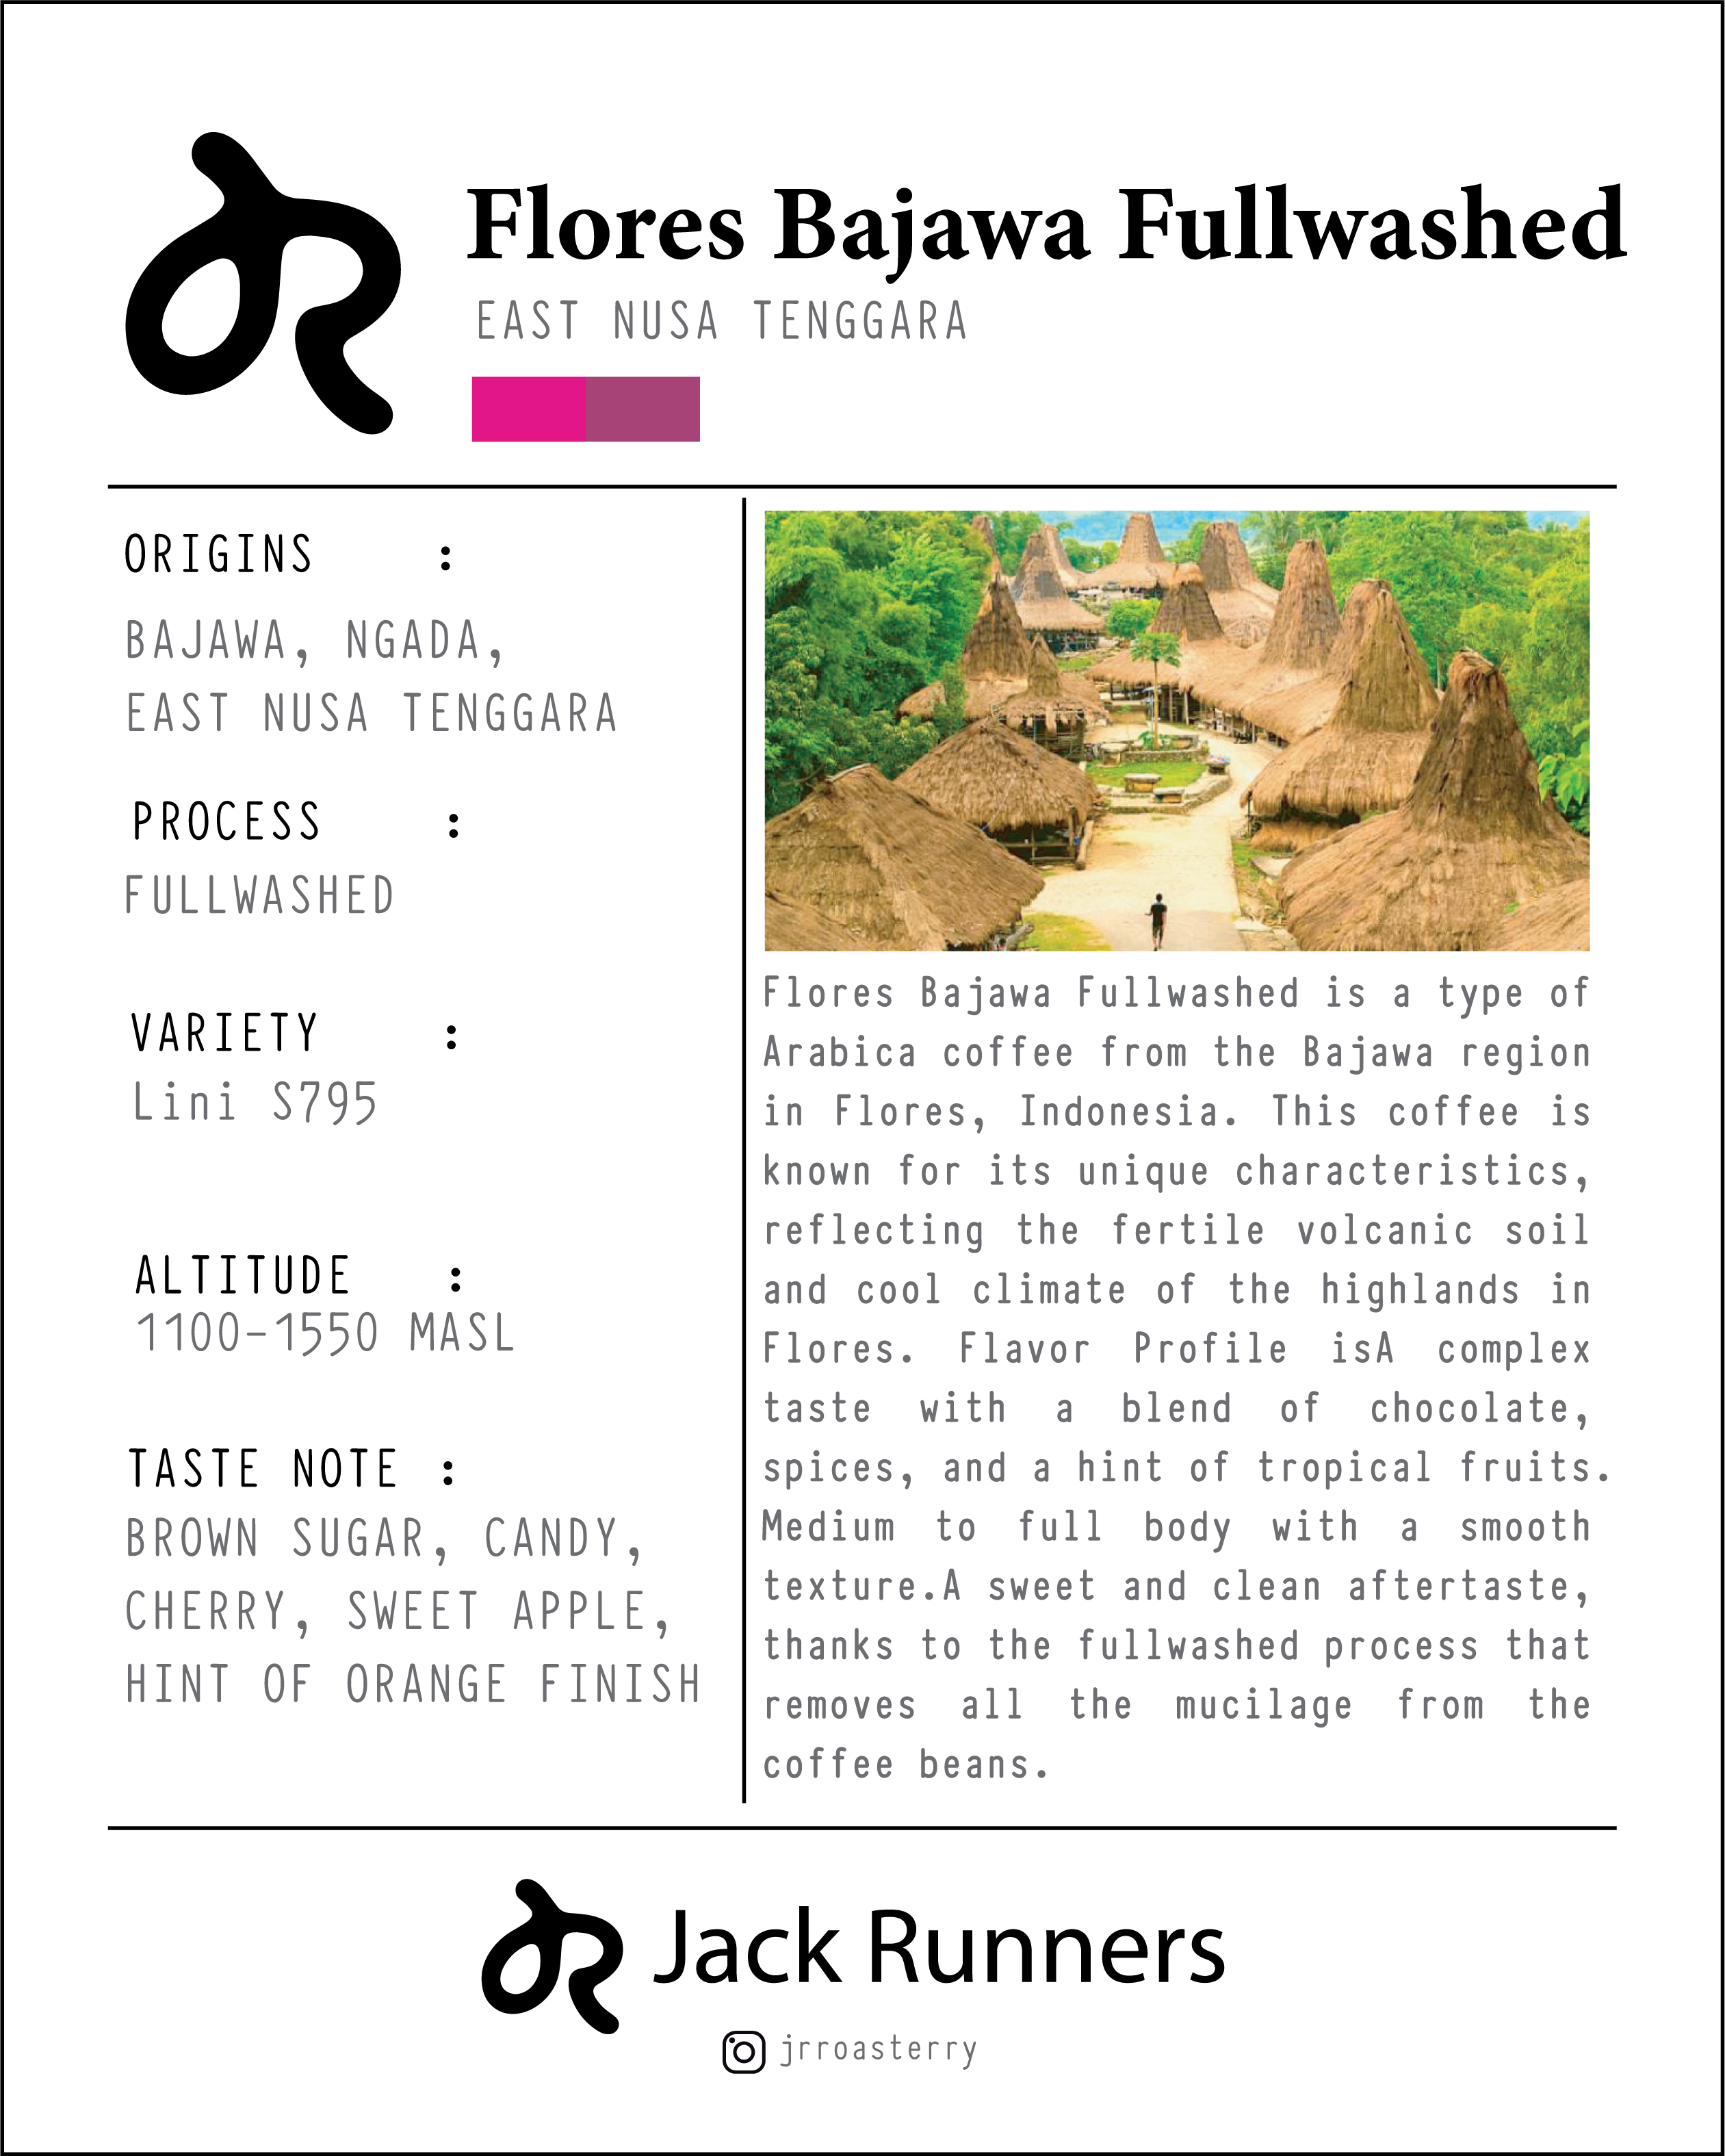 Flores Bajawa Fullwashed
EAST NUSA TENGGARA
ORIGINS :
BAJAWA, NGADA,
EAST NUSA TENGGARA
PROCESS :
FULLWASHED
VARIETY :
Lini S795
ALTITUDE :
1100-1550 MASL
TASTE NOTE :
BROWN SUGAR, CANDY,
CHERRY, SWEET APPLE,
HINT OF ORANGE FINISH
Flores Bajawa Fullwashed is a type of
Arabica coffee from the Bajawa region
in Flores, Indonesia. This coffee is
known for its unique characteristics,
reflecting the fertile volcanic soil
and cool climate of the highlands in
Flores. Flavor Profile isA complex
taste with a blend of chocolate,
spices, and a hint of tropical fruits.
Medium to full body with a smooth
texture.A sweet and clean aftertaste,
thanks to the fullwashed process that
removes all the mucilage from the
coffee beans.
Jack Runners
jrroasterry